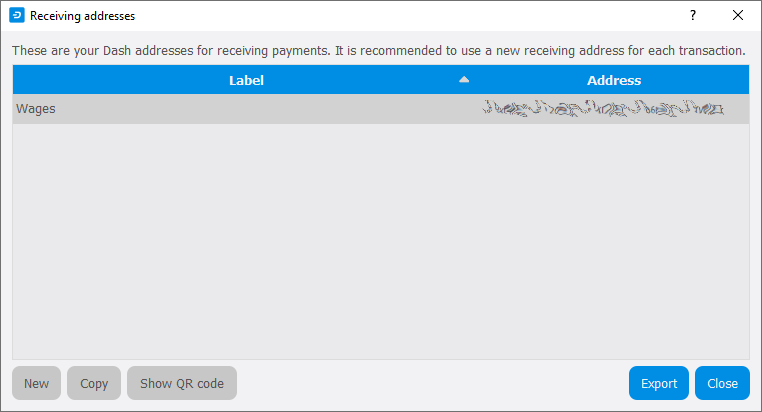 Receiving addresses
These are your Dash addresses for receiving payments. It is recommended to use a new receiving address for each transaction.
Label Address
Wages
New Copy Show QR code Export Close